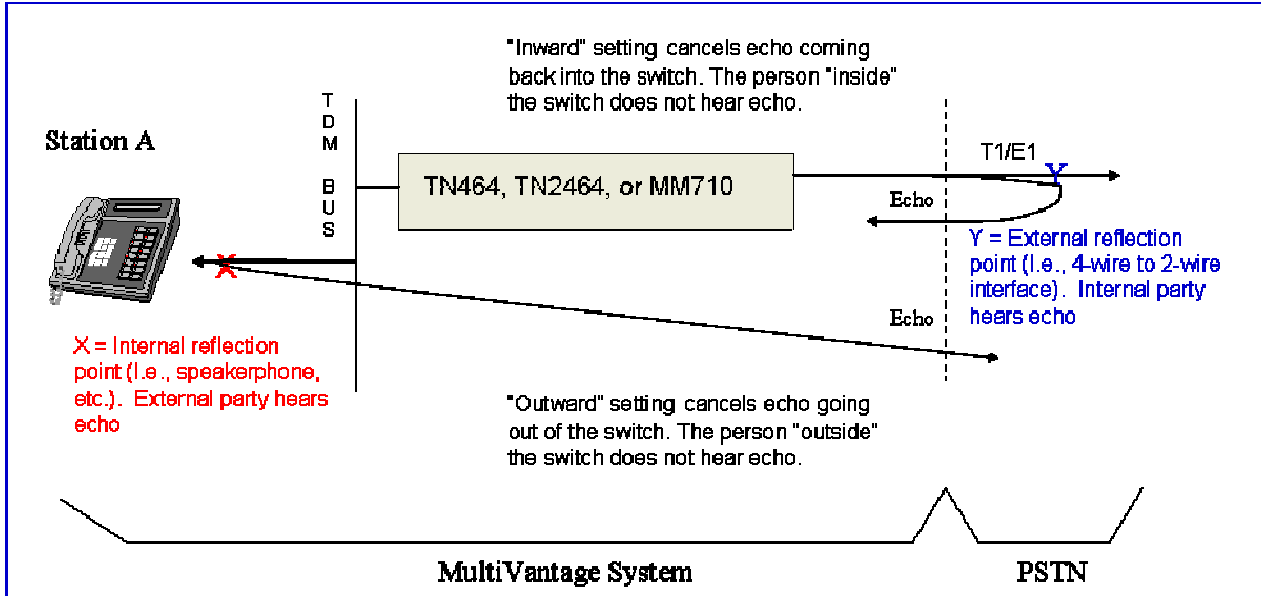 "Inward" setting cancels echo coming
back into the switch. The person "inside"
the switch does not hear echo.
T
D
M
B
U
S
Station A
T1/E1
TN464, TN2464, or MM710
Y
Echo
Y = External reflection
point (I.e., 4-wire to 2-wire
interface). Internal party
hears echo
X
Echo
X = Internal reflection
point (I.e., speakerphone,
etc.). External party hears
echo
"Outward" setting cancels echo going
out of the switch. The person "outside"
the switch does not hear echo.
MultiVantage System
PSTN